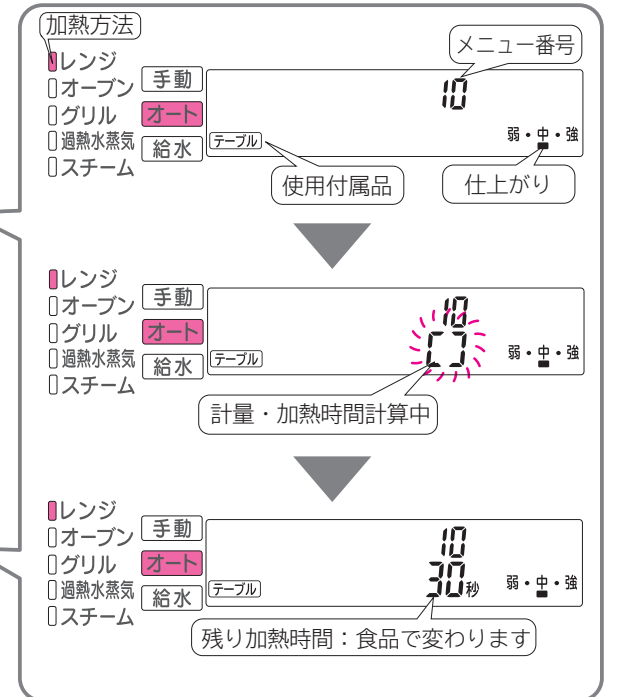 加熱方法
メニュー番号
レンジ
オーブン
グリル
過熱水蒸気
スチーム
手動
オート
給水
10
テーブル
弱・中・強
使用付属品
仕上がり
レンジ
オーブン
グリル
過熱水蒸気
スチーム
手動
オート
給水
10
テーブル
弱・中・強
計量・加熱時間計算中
レンジ
オーブン
グリル
過熱水蒸気
スチーム
手動
オート
給水
10
30秒
テーブル
弱・中・強
残り加熱時間：食品で変わります